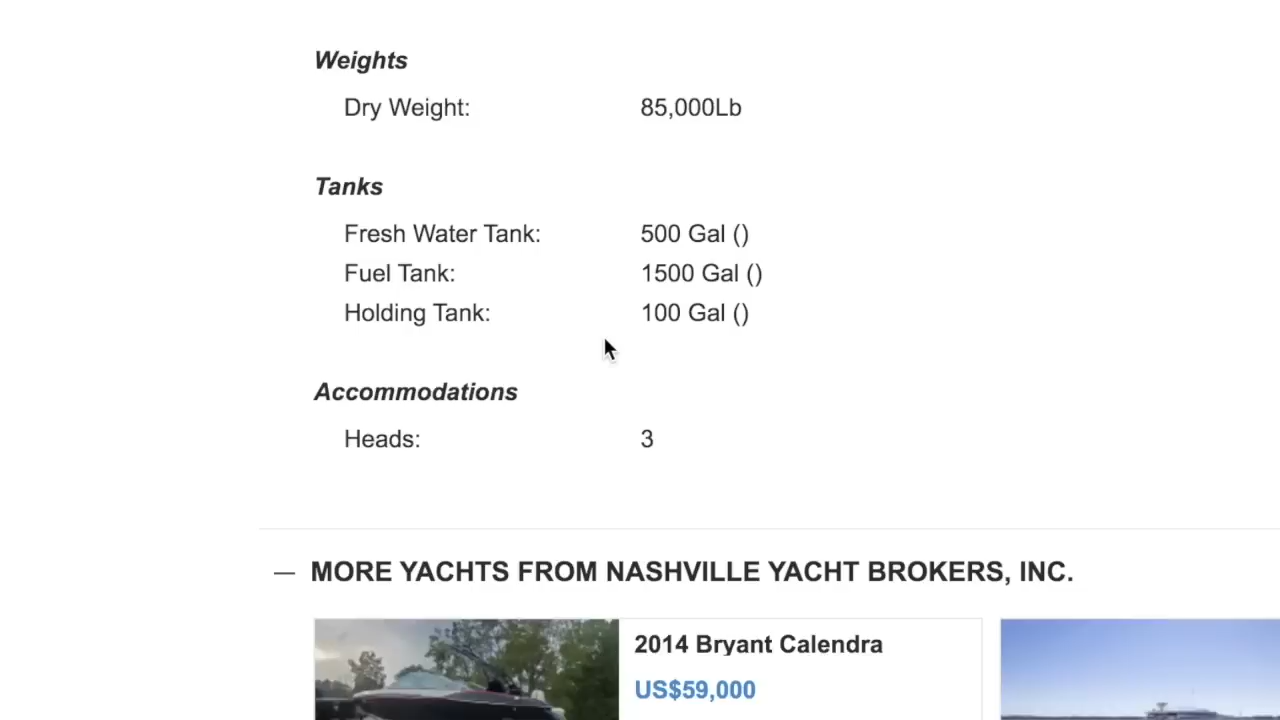 Weights
Dry Weight: 85,000Lb
Tanks
Fresh Water Tank: 500 Gal ()
Fuel Tank: 1500 Gal ()
Holding Tank: 100 Gal ()
Accommodations
Heads: 3
— MORE YACHTS FROM NASHVILLE YACHT BROKERS, INC.
2014 Bryant Calendra
US$59,000